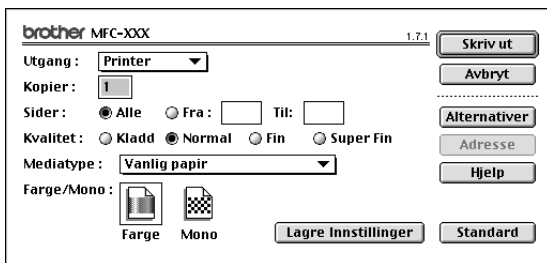 brother MFC-XXX 1.7.1
Skriv ut
Utgang : Printer
Avbryt
Kopier : 1
Sider : Alle Fra : Til:
Alternativer
Kvalitet : Kladd Normal Fin Super Fin
Adresse
Mediatype : Vanlig papir
Hjelp
Farge/Mono :
Farge Mono
Lagre Innstillinger Standard